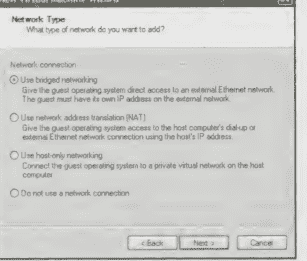 New Virtual Machine Wizard
Network Type
What type of network do you want to add?
Network connection
Use bridged networking
Give the guest operating system direct access to an external Ethernet network.
The guest must have its own IP address on the external network.
Use network address translation (NAT)
Give the guest operating system access to the host computer's dial-up or
external Ethernet network connection using the host's IP address.
Use host-only networking
Connect the guest operating system to a private virtual network on the host
computer.
Do not use a network connection
< Back
Next >
Cancel